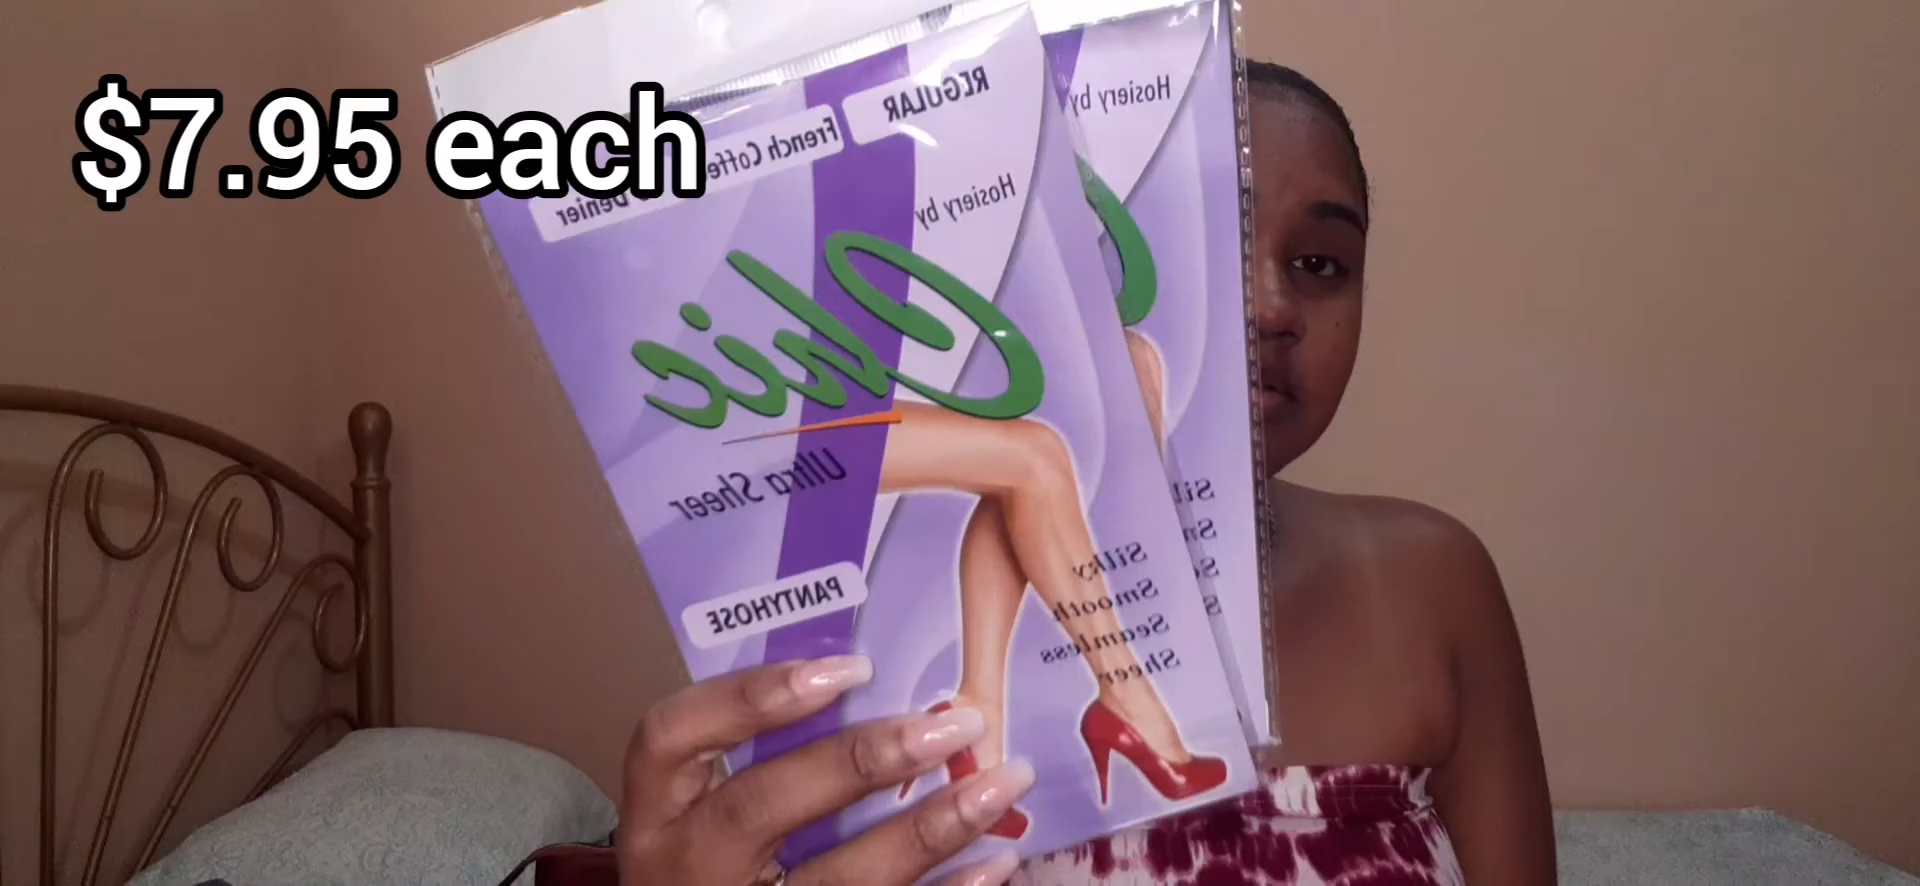 $7.95 each
REGULAR
French Coffe
Denier
Hosiery by
Chic
Ultra Sheer
PANTYHOSE
Silky
Smooth
Seamless
Sheer
Hosiery by